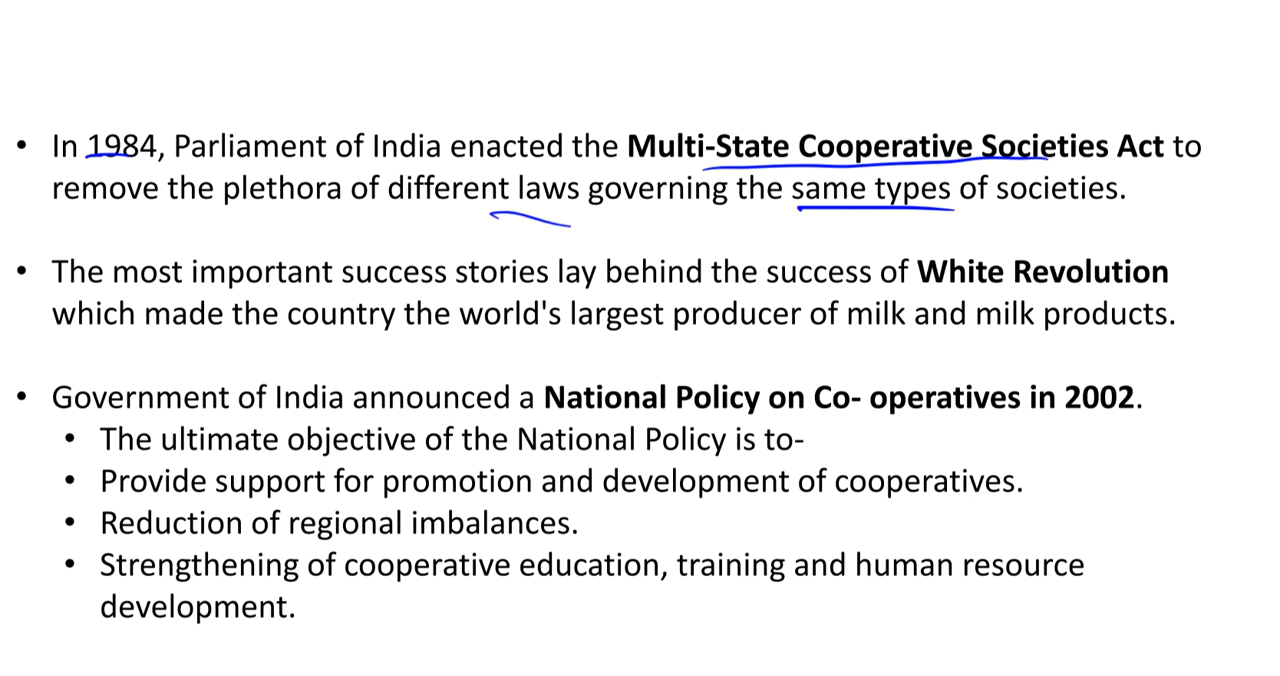 • In 1984, Parliament of India enacted the Multi-State Cooperative Societies Act to
remove the plethora of different laws governing the same types of societies.
• The most important success stories lay behind the success of White Revolution
which made the country the world's largest producer of milk and milk products.
• Government of India announced a National Policy on Co- operatives in 2002.
• The ultimate objective of the National Policy is to-
• Provide support for promotion and development of cooperatives.
• Reduction of regional imbalances.
• Strengthening of cooperative education, training and human resource
development.